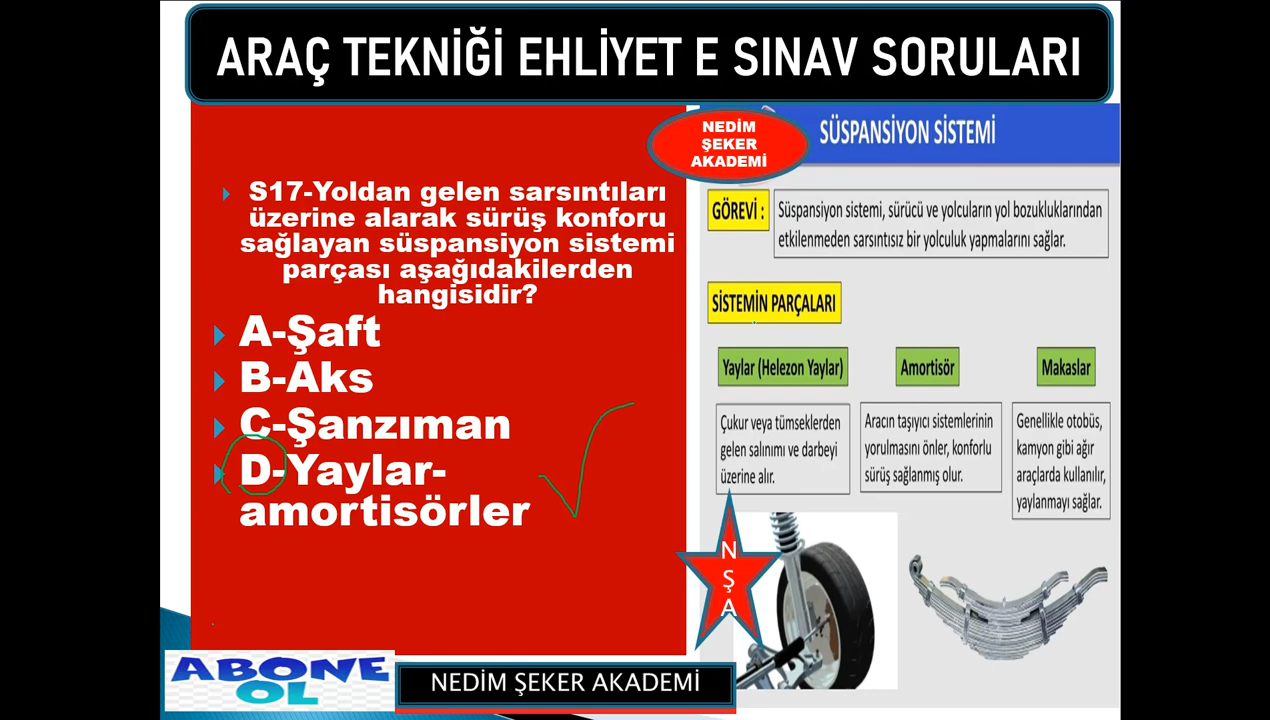 ARAÇ TEKNİĞİ EHLİYET E SINAV SORULARI
S17-Yoldan gelen sarsıntıları
üzerine alarak sürüş konforu
sağlayan süspansiyon sistemi
parçası aşağıdakilerden
hangisidir?
A-Şaft
B-Aks
C-Şanzıman
D-Yaylar-
amortisörler
NEDİM
ŞEKER
AKADEMİ
SÜSPANSİYON SİSTEMİ
GÖREVİ :
Süspansiyon sistemi, sürücü ve yolcuların yol bozukluklarından
etkilenmeden sarsıntısız bir yolculuk yapmalarını sağlar.
SİSTEMİN PARÇALARI
Yaylar (Helezon Yaylar)
Çukur veya tümseklerden
gelen salınımı ve darbeyi
üzerine alır.
Amortisör
Aracın taşıyıcı sistemlerinin
yorulmasını önler, konforlu
sürüş sağlanmış olur.
Makaslar
Genellikle otobüs,
kamyon gibi ağır
araçlarda kullanılır,
yaylanmayı sağlar.
N
Ş
A
ABONE
OL
NEDİM ŞEKER AKADEMİ